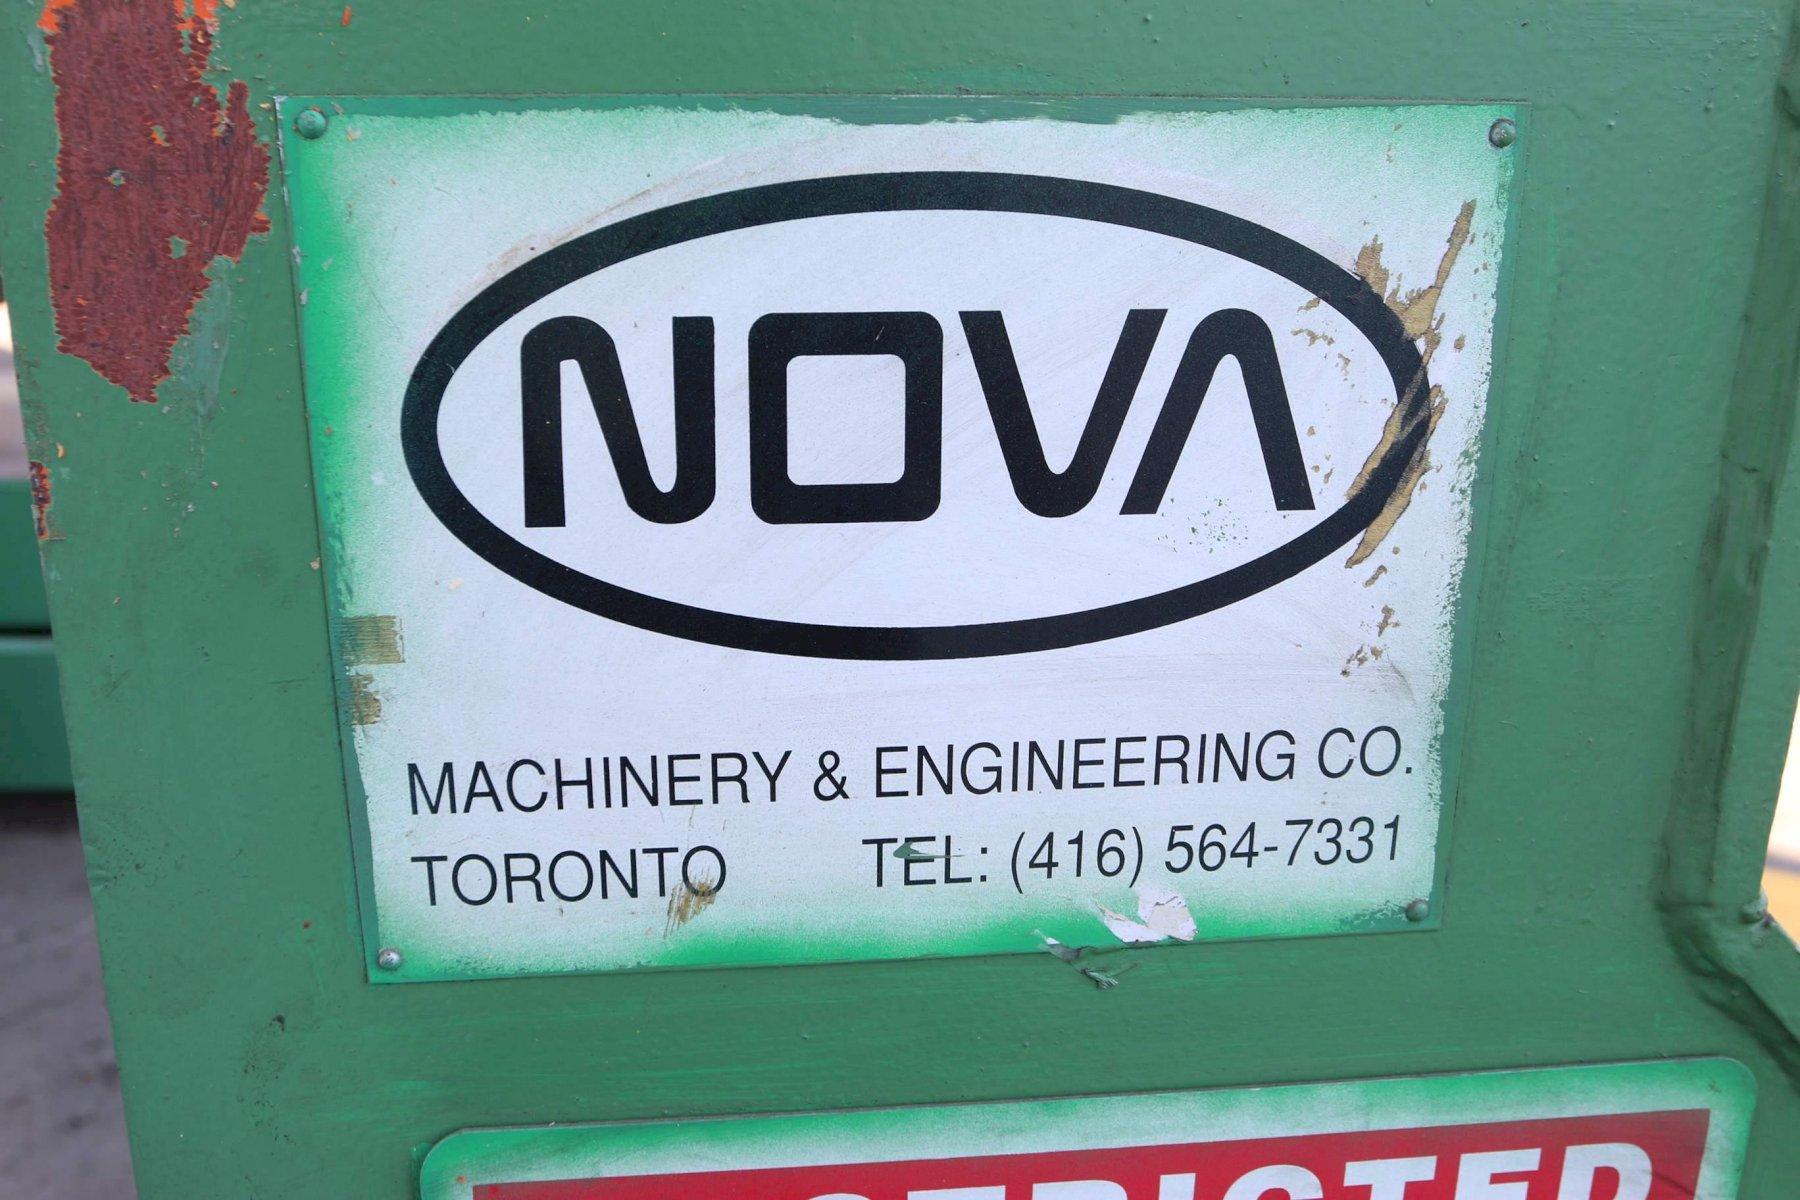 NOVA
MACHINERY & ENGINEERING CO.
TORONTO TEL: (416) 564-7331